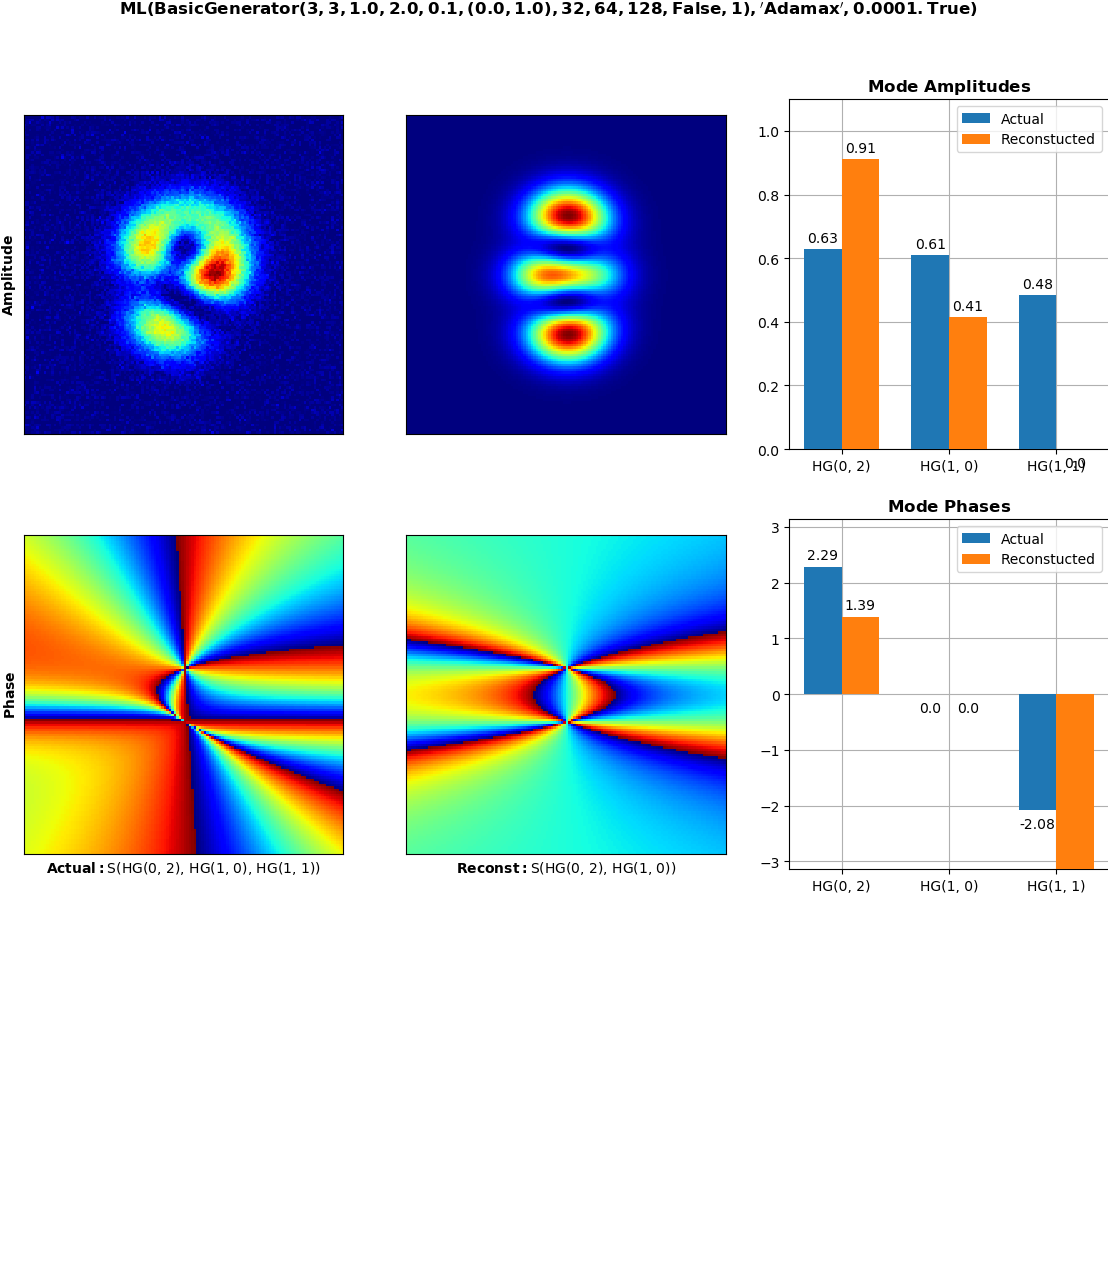 ML(BasicGenerator(3, 3, 1.0, 2.0, 0.1, (0.0, 1.0), 32, 64, 128, False, 1), ′Adamax′, 0.0001. True)
Mode Amplitudes
Actual
Reconstucted
1.0
0.8
0.6
0.4
0.2
0.0
0.63
0.91
0.61
0.41
0.48
0.0
HG(0, 2)
HG(1, 0)
HG(1, 1)
Amplitude
Mode Phases
Actual
Reconstucted
3
2
1
0
−1
−2
−3
2.29
1.39
0.0
0.0
-2.08
HG(0, 2)
HG(1, 0)
HG(1, 1)
Phase
Actual: S(HG(0, 2), HG(1, 0), HG(1, 1))
Reconst: S(HG(0, 2), HG(1, 0))